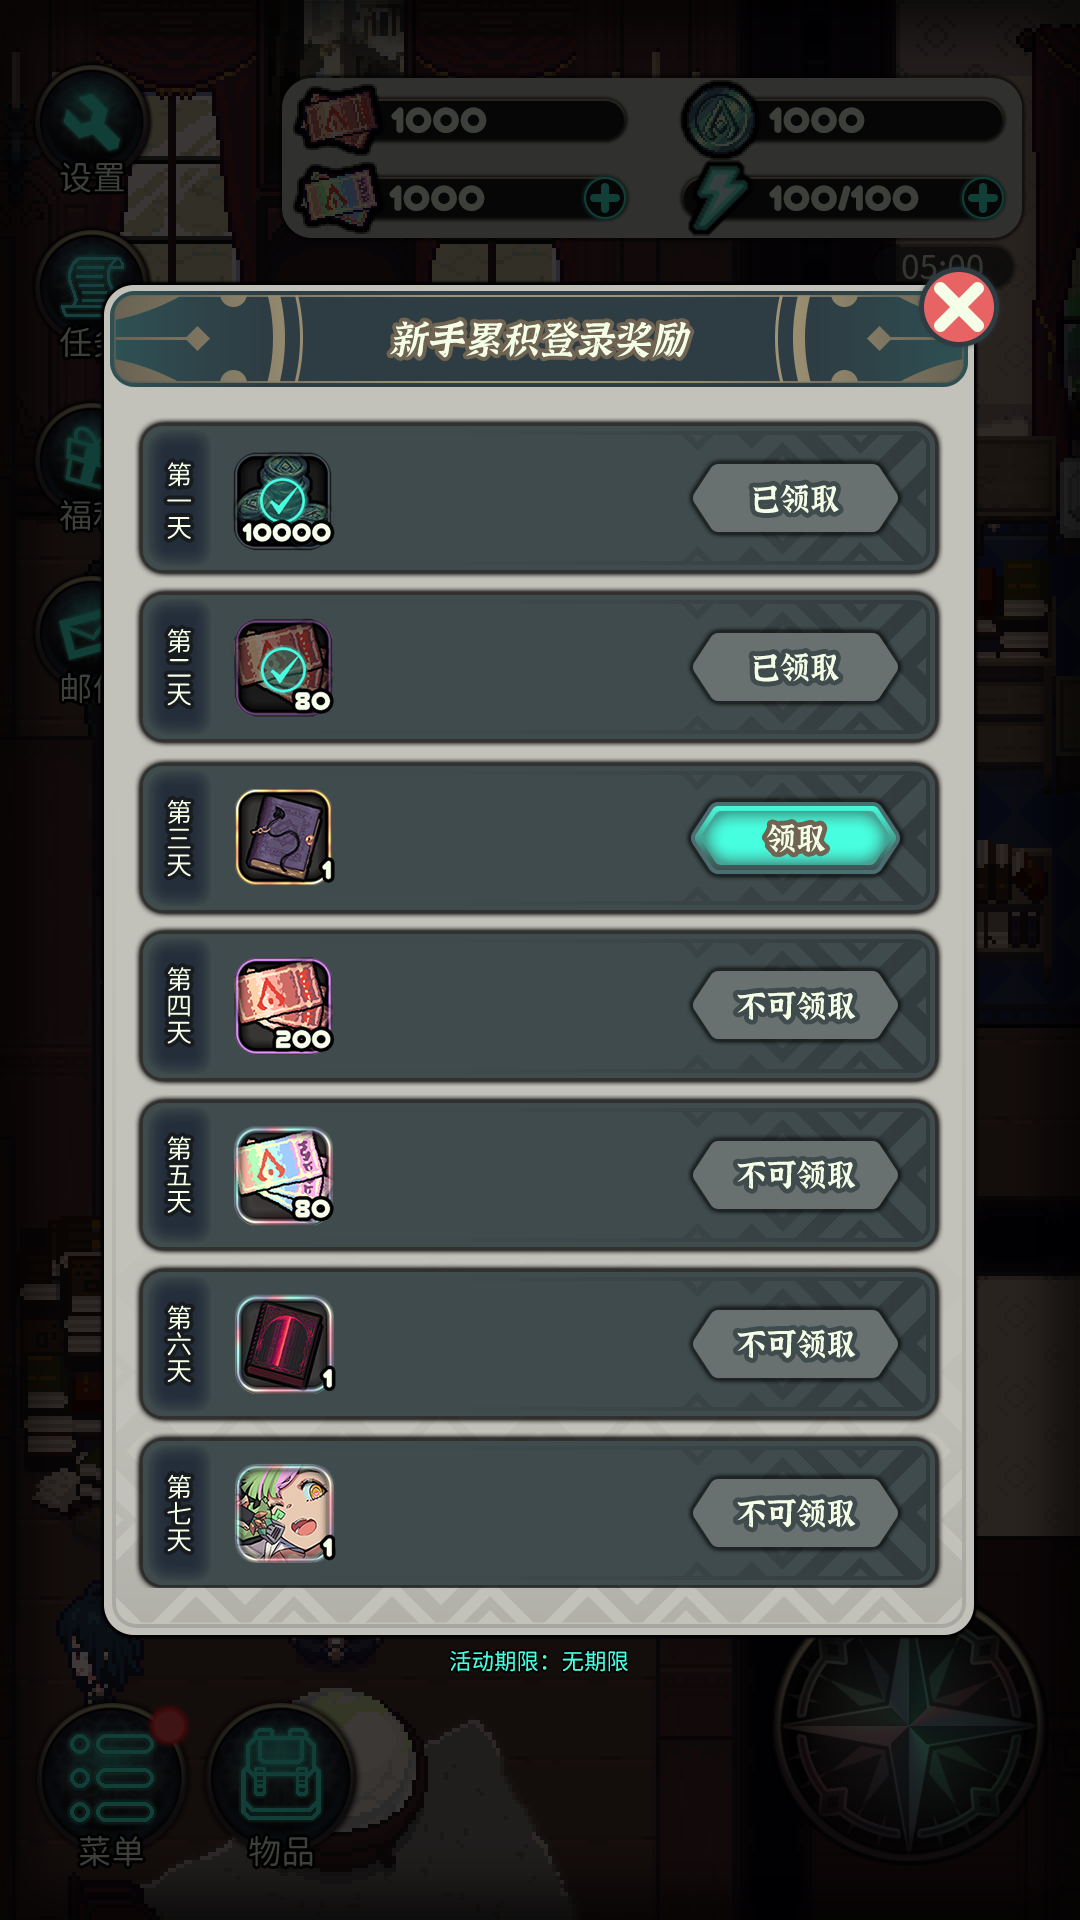 设置
1000
1000
1000
100/100
05:00
任
新手累积登录奖励
第一天
10000
已领取
福
第二天
80
已领取
邮
第三天
1
领取
第四天
200
不可领取
第五天
80
不可领取
第六天
1
不可领取
第七天
1
不可领取
活动期限：无期限
菜单
物品